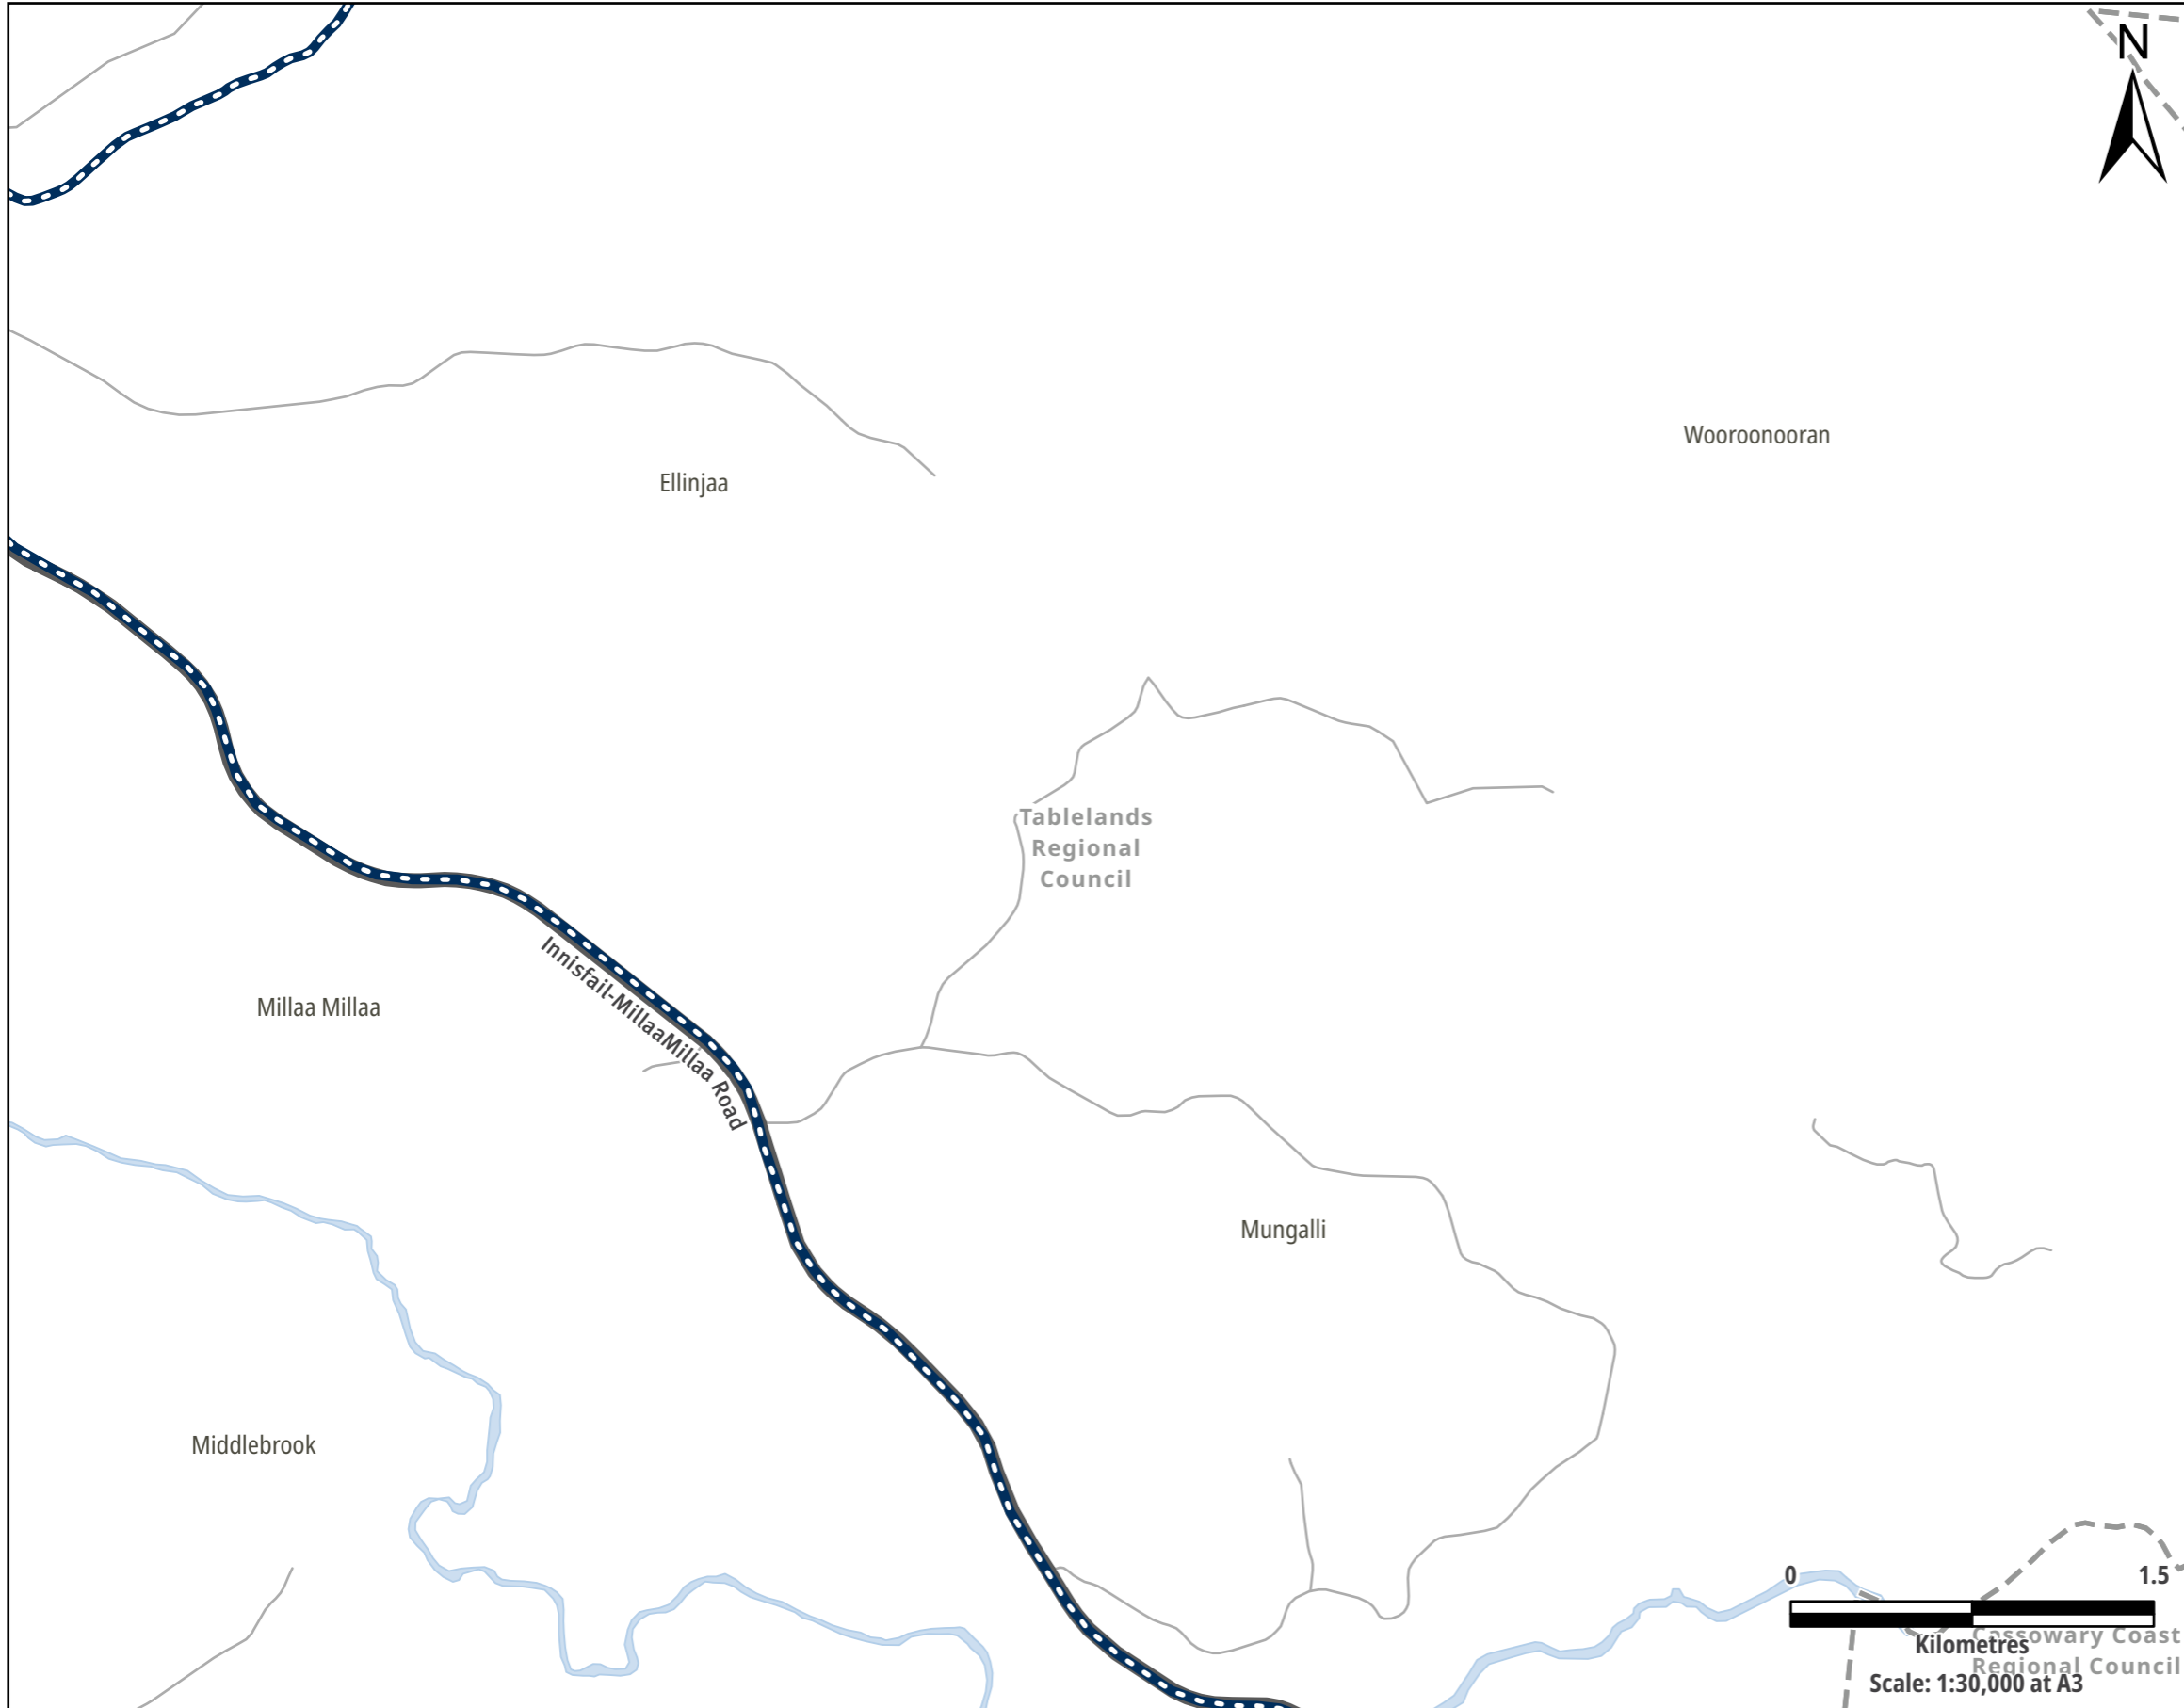 N
Wooroonooran
Ellinjaa
Tablelands
Regional
Council
Innisfail-MillaaMillaa Road
Millaa Millaa
Mungalli
Middlebrook
0 1.5
Kilometres
Cassowary Coast
Regional Council
Scale: 1:30,000 at A3